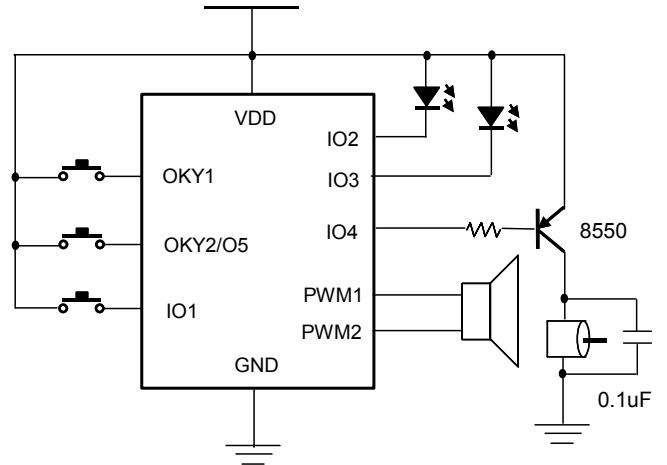 VDD
IO2
OKY1
IO3
IO4
8550
OKY2/O5
PWM1
IO1
PWM2
GND
0.1uF